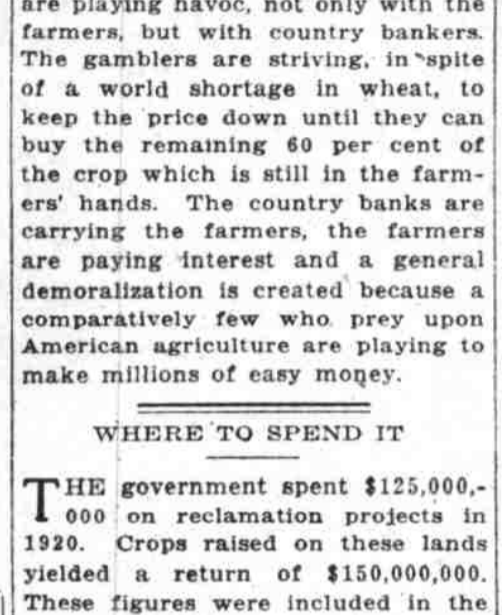 are playing havoc, not only with the
farmers, but with country bankers.
The gamblers are striving, in spite
of a world shortage in wheat, to
keep the price down until they can
buy the remaining 60 per cent of
the crop which is still in the farm-
ers' hands. The country banks are
carrying the farmers, the farmers
are paying interest and a general
demoralization is created because a
comparatively few who prey upon
American agriculture are playing to
make millions of easy money.
WHERE TO SPEND IT
THE government spent $125,000,-
000 on reclamation projects in
1920. Crops raised on these lands
yielded a return of $150,000,000.
These figures were included in the